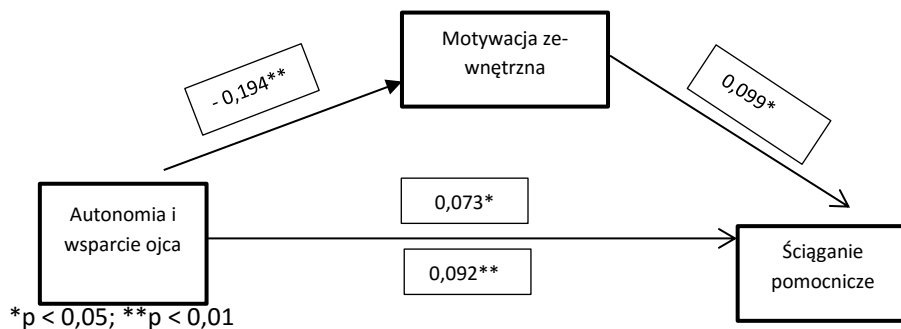 Motywacja ze-
wnętrzna
- 0,194**
0,099*
Autonomia i
wsparcie ojca
0,073*
0,092**
Ściąganie
pomocnicze
*p < 0,05; **p < 0,01